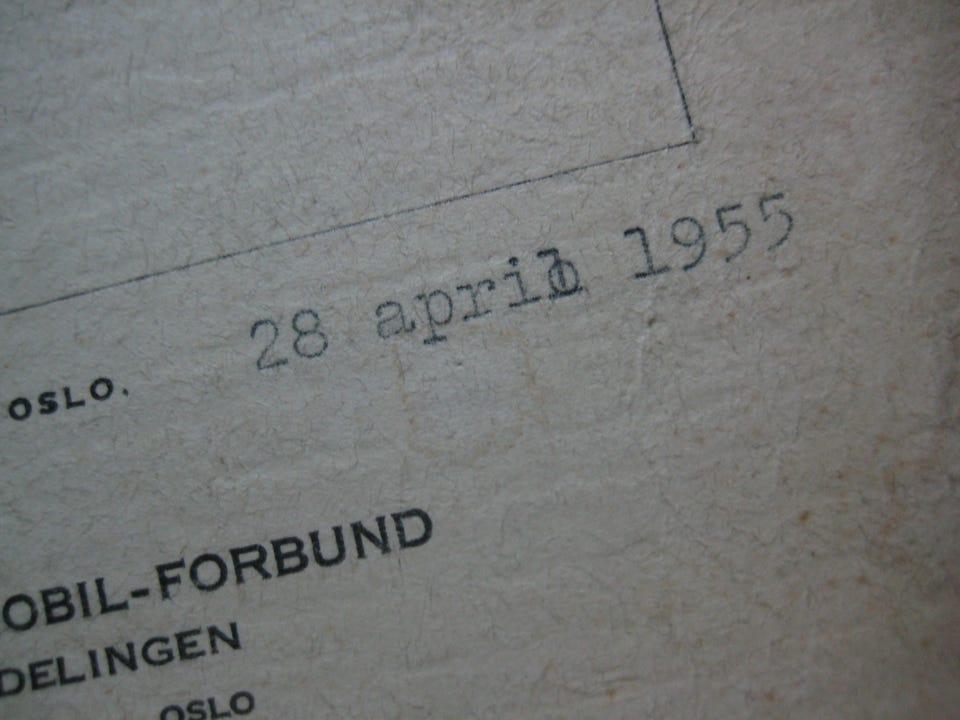 OSLO. 28 april 1955
OBIL-FORBUND
DELINGEN
OSLO